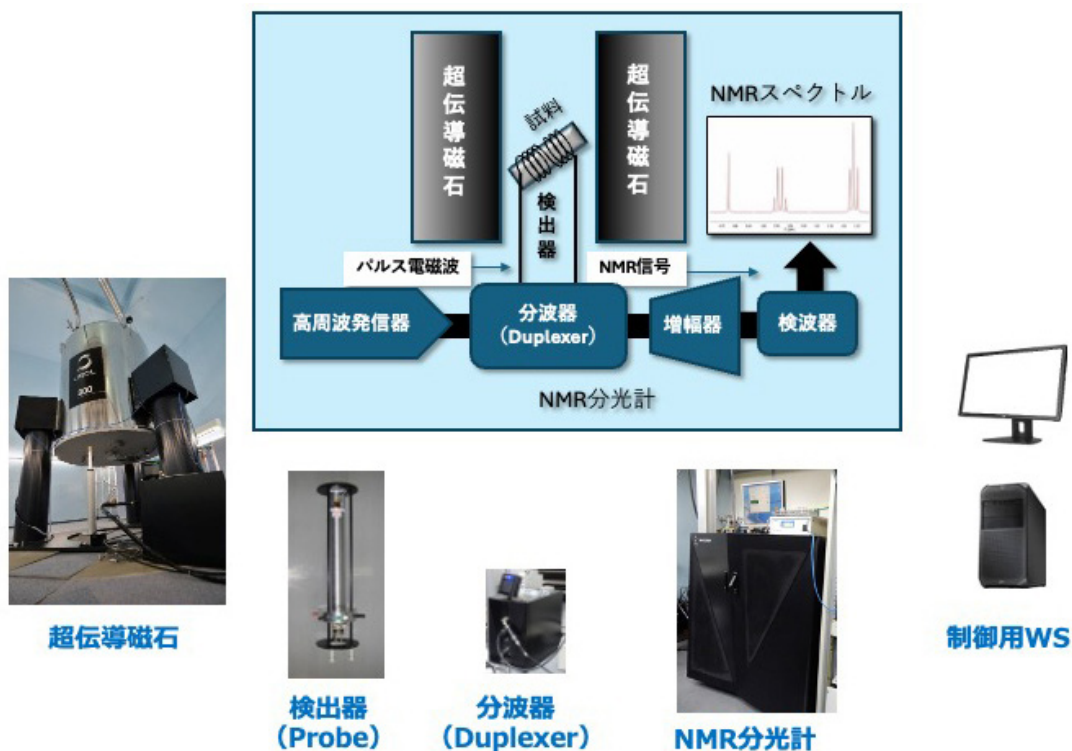 超伝導磁石
試料
超伝導磁石
NMRスペクトル
検出器
パルス電磁波
NMR信号
高周波発信器
分波器
（Duplexer）
増幅器
検波器
NMR分光計
800
超伝導磁石
検出器
（Probe）
分波器
（Duplexer）
NMR分光計
制御用WS